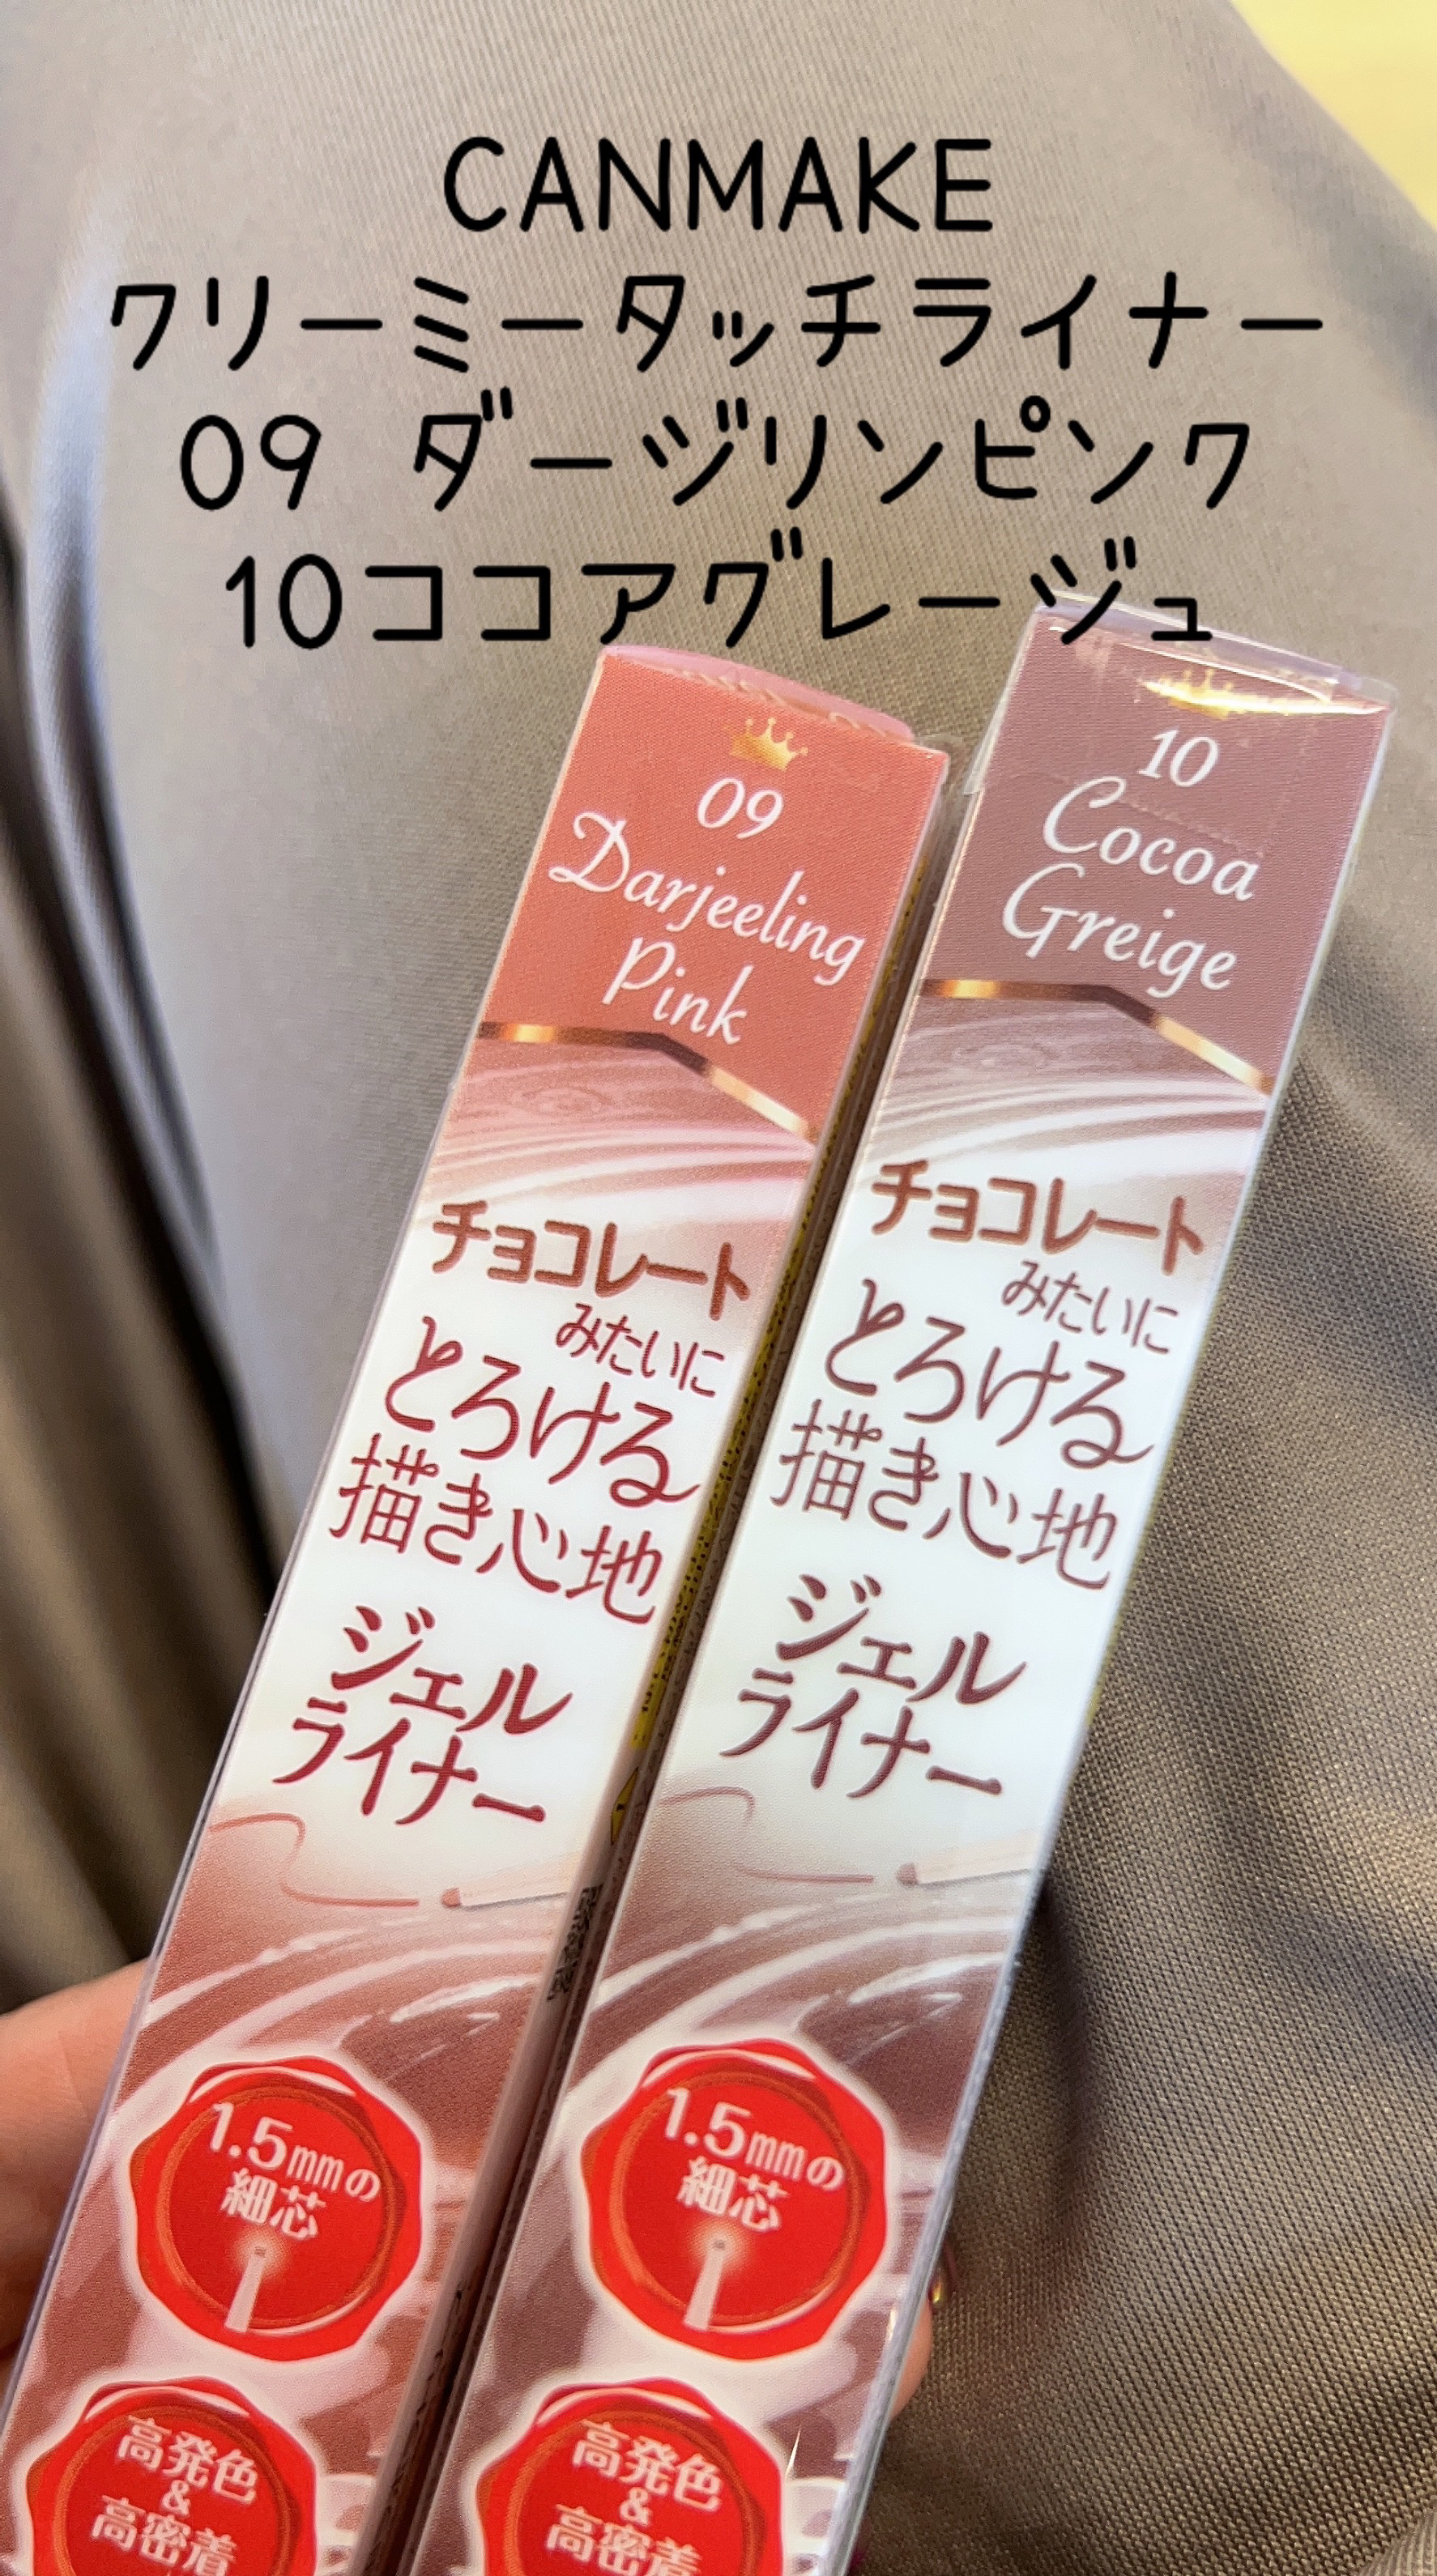 CANMAKE
クリーミータッチライナー
09 ダージリンピンク
10ココアグレージュ
09
Darjeeling
Pink
チョコレート
みたいに
とろける
描き心地
ジェル
ライナー
1.5mmの
細芯
高発色
&
高密着
10
Cocoa
Greige
チョコレート
みたいに
とろける
描き心地
ジェル
ライナー
1.5mmの
細芯
高発色
&
高密着